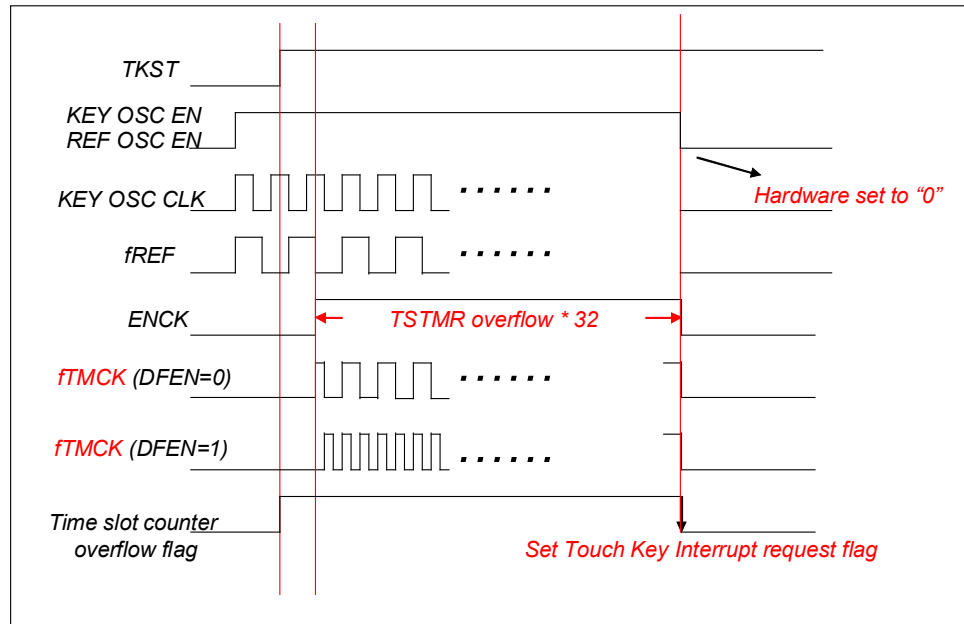 TKST
KEY OSC EN
REF OSC EN
KEY OSC CLK
Hardware set to “0”
fREF
ENCK
TSTMR overflow * 32
fTMCK (DFEN=0)
fTMCK (DFEN=1)
Time slot counter
overflow flag
Set Touch Key Interrupt request flag